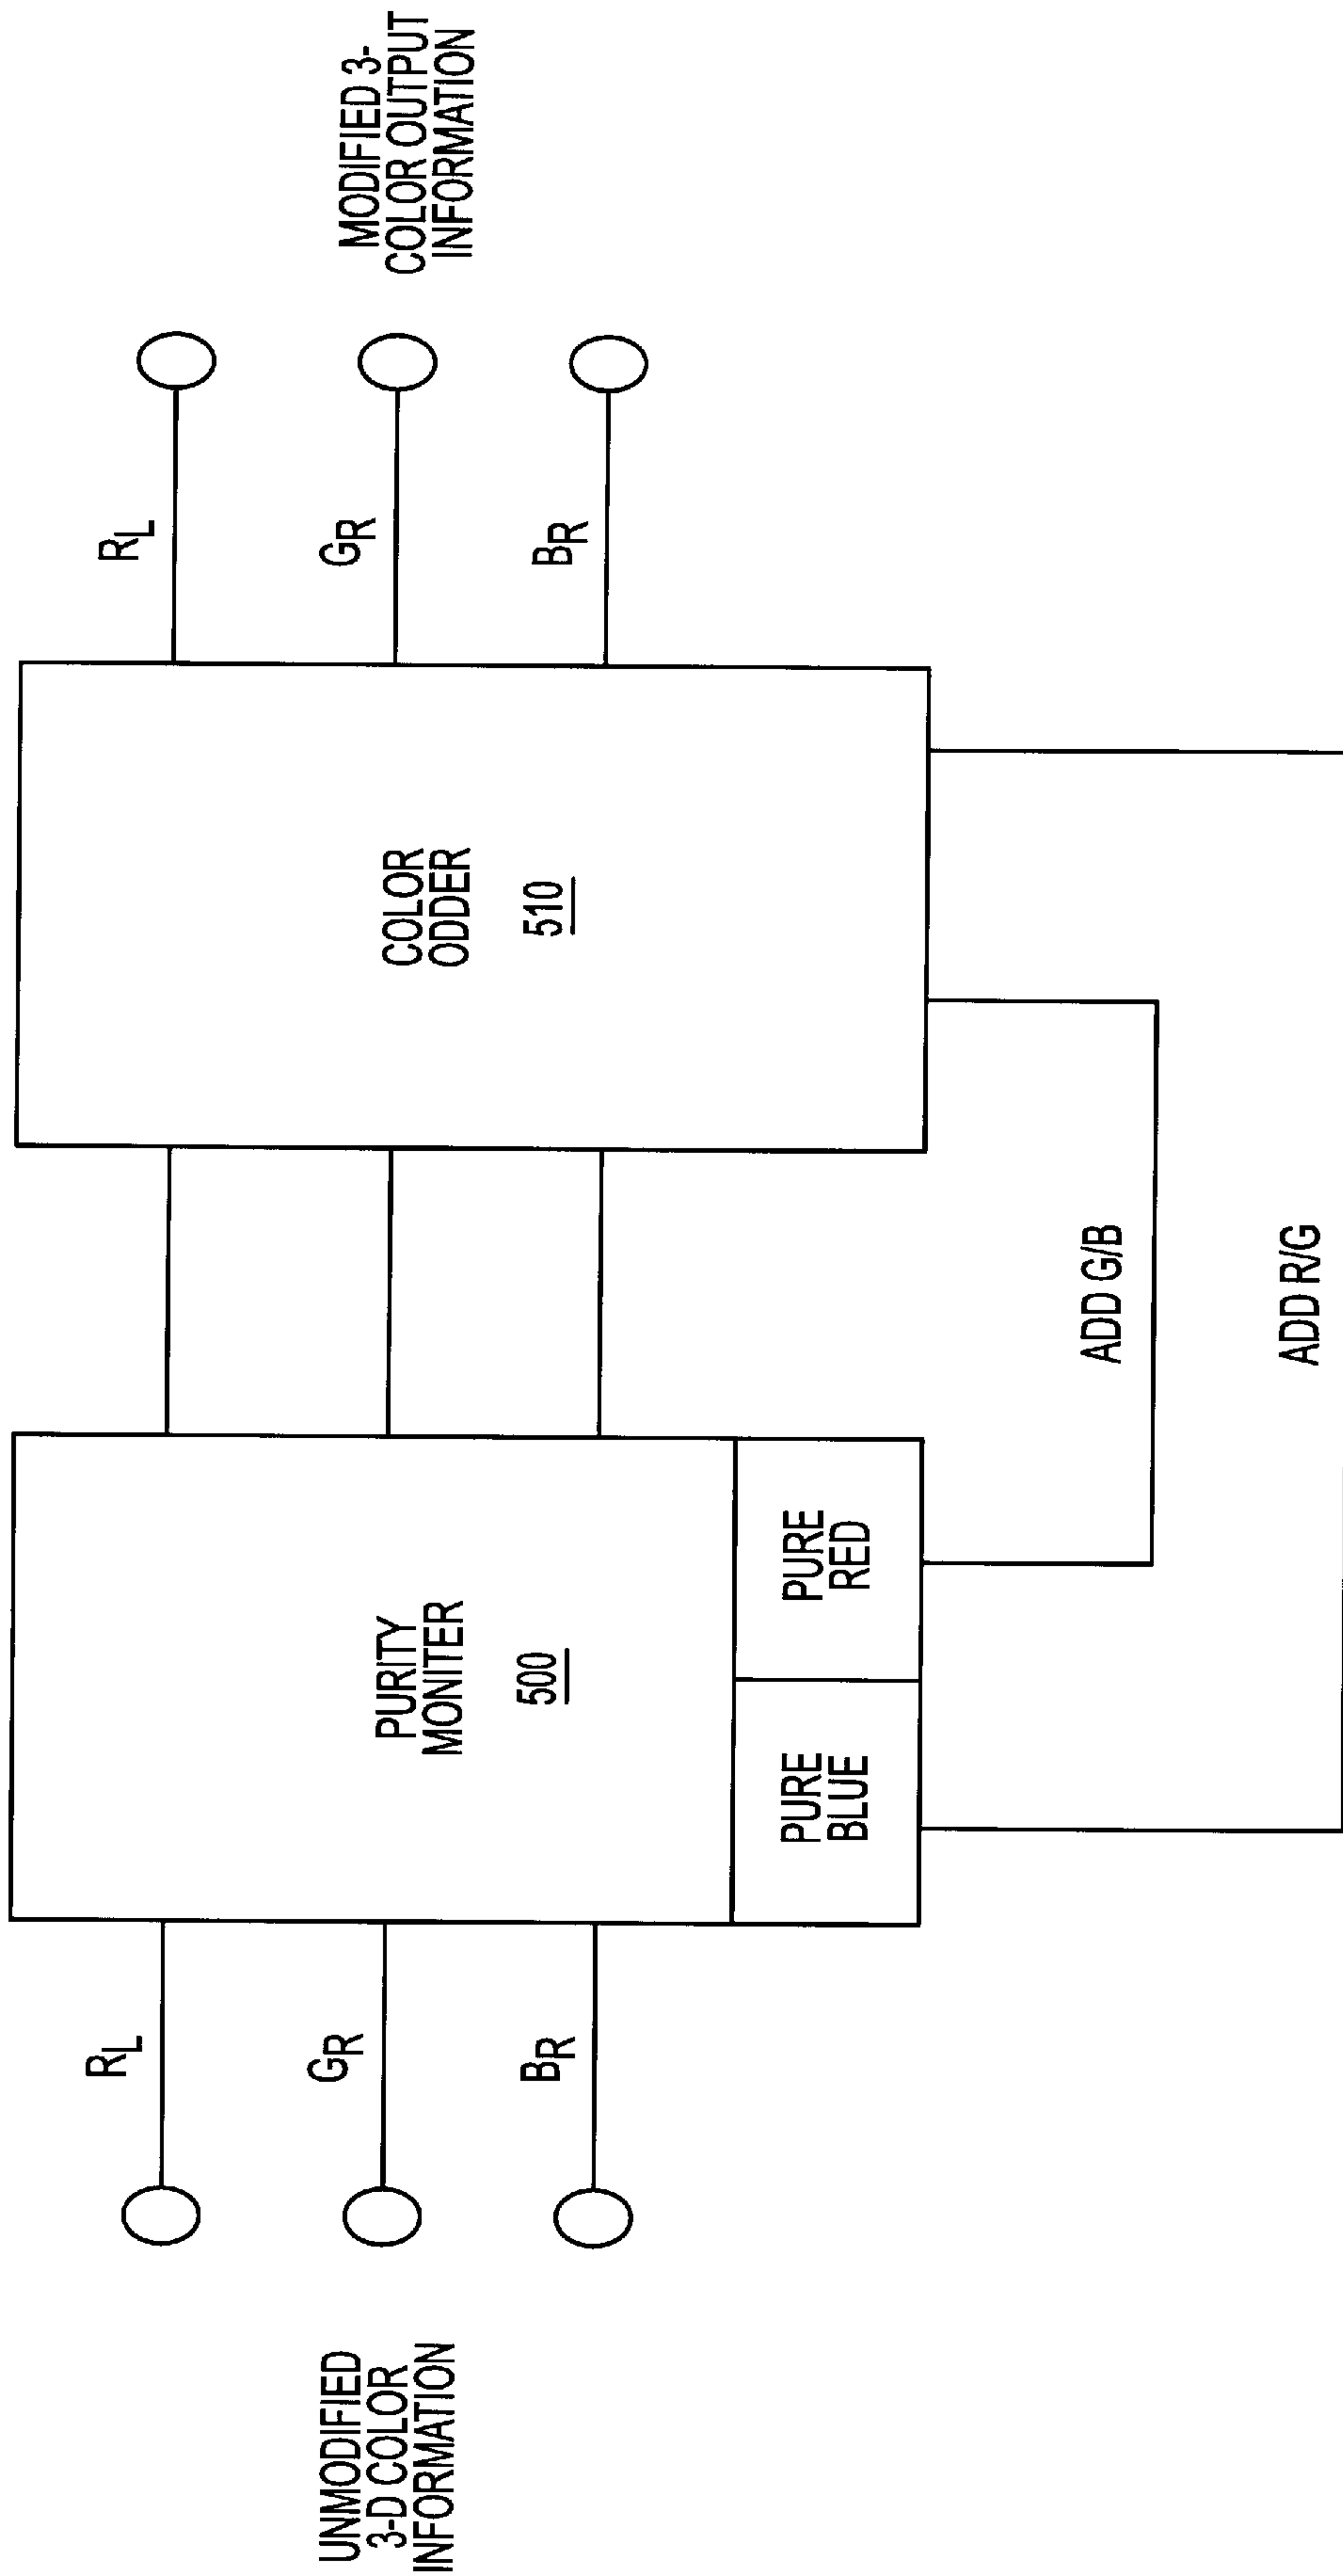 UNMODIFIED
3-D COLOR
INFORMATION
RL
GR
BR
PURITY
MONITER
500
PURE
BLUE
PURE
RED
ADD G/B
ADD R/G
COLOR
ODDER
510
RL
GR
BR
MODIFIED 3-
COLOR OUTPUT
INFORMATION